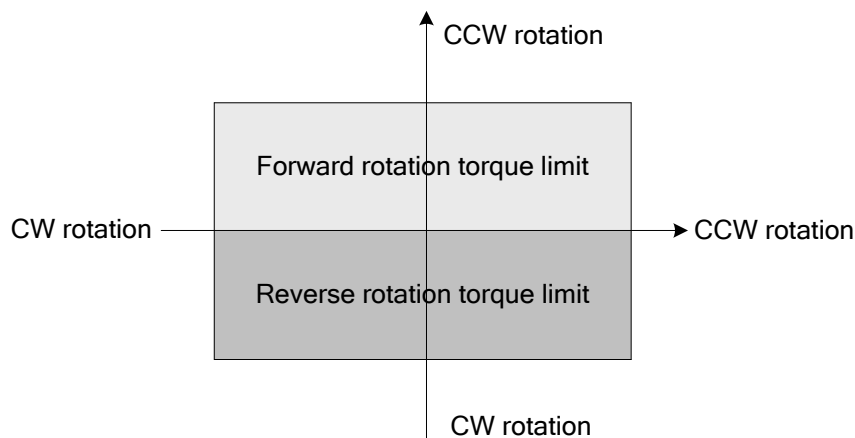 CCW rotation
Forward rotation torque limit
CW rotation
CCW rotation
Reverse rotation torque limit
CW rotation